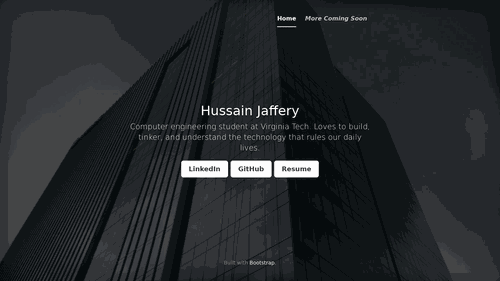 Home More Coming Soon
Hussain Jaffery
Computer engineering student at Virginia Tech. Loves to build,
tinker, and understand the technology that rules our daily
lives.
LinkedIn GitHub Resume
Built with Bootstrap.